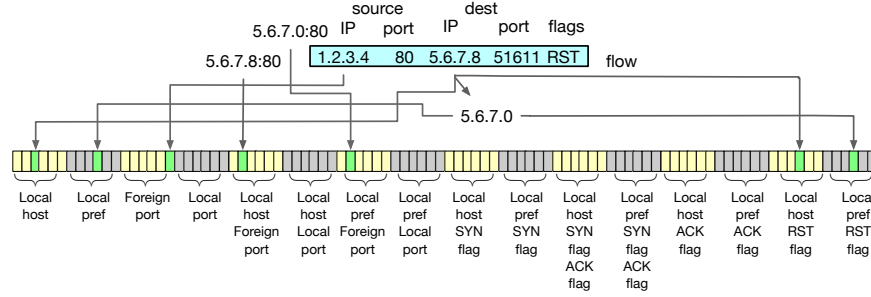 source dest
5.6.7.0:80 IP port IP port flags
5.6.7.8:80 1.2.3.4 80 5.6.7.8 51611 RST flow
5.6.7.0
Local host
Local pref
Foreign port
Local port
Local host Foreign port
Local host Local port
Local pref Foreign port
Local pref Local port
Local host SYN flag
Local pref SYN flag
Local host SYN flag ACK flag
Local pref SYN flag ACK flag
Local host ACK flag
Local pref ACK flag
Local host RST flag
Local pref RST flag